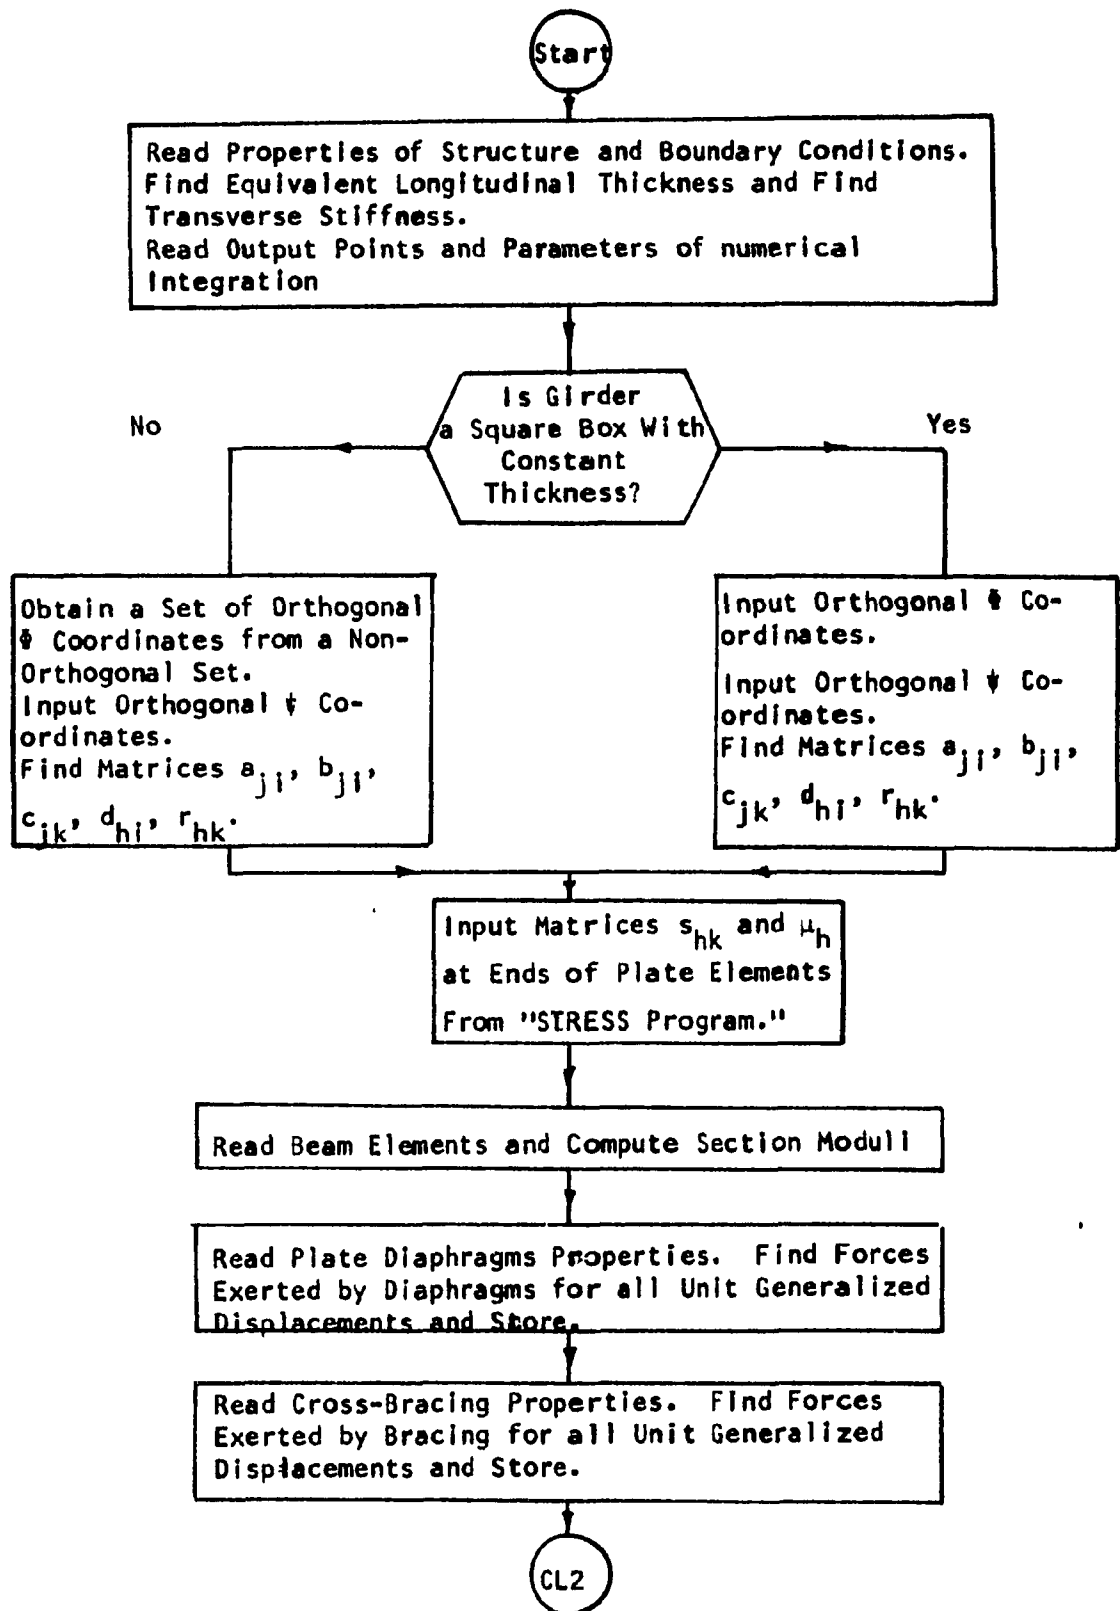 Start
Read Properties of Structure and Boundary Conditions.
Find Equivalent Longitudinal Thickness and Find
Transverse Stiffness.
Read Output Points and Parameters of numerical
Integration
Is Girder
a Square Box With
Constant
Thickness?
No
Yes
Obtain a Set of Orthogonal
Φ Coordinates from a Non-
Orthogonal Set.
Input Orthogonal ψ Co-
ordinates.
Find Matrices a_ji, b_ji,
c_jk, d_hi, r_hk.
Input Orthogonal Φ Co-
ordinates.
Input Orthogonal ψ Co-
ordinates.
Find Matrices a_ji, b_ji,
c_jk, d_hi, r_hk.
Input Matrices s_hk and μ_h
at Ends of Plate Elements
From "STRESS Program."
Read Beam Elements and Compute Section Moduli
Read Plate Diaphragms Properties. Find Forces
Exerted by Diaphragms for all Unit Generalized
Displacements and Store.
Read Cross-Bracing Properties. Find Forces
Exerted by Bracing for all Unit Generalized
Displacements and Store.
CL2